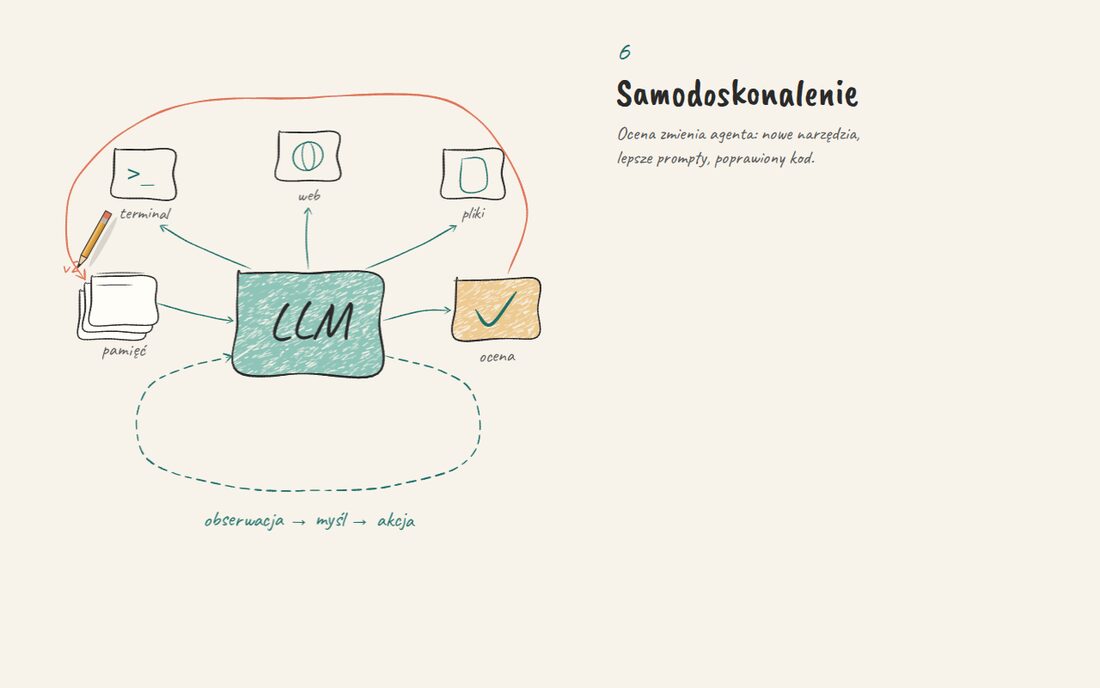 6
Samodoskonalenie
Ocena zmienia agenta: nowe narzędzia,
lepsze prompty, poprawiony kod.
>_
web
terminal
pliki
LLM
pamięć
ocena
obserwacja → myśl → akcja